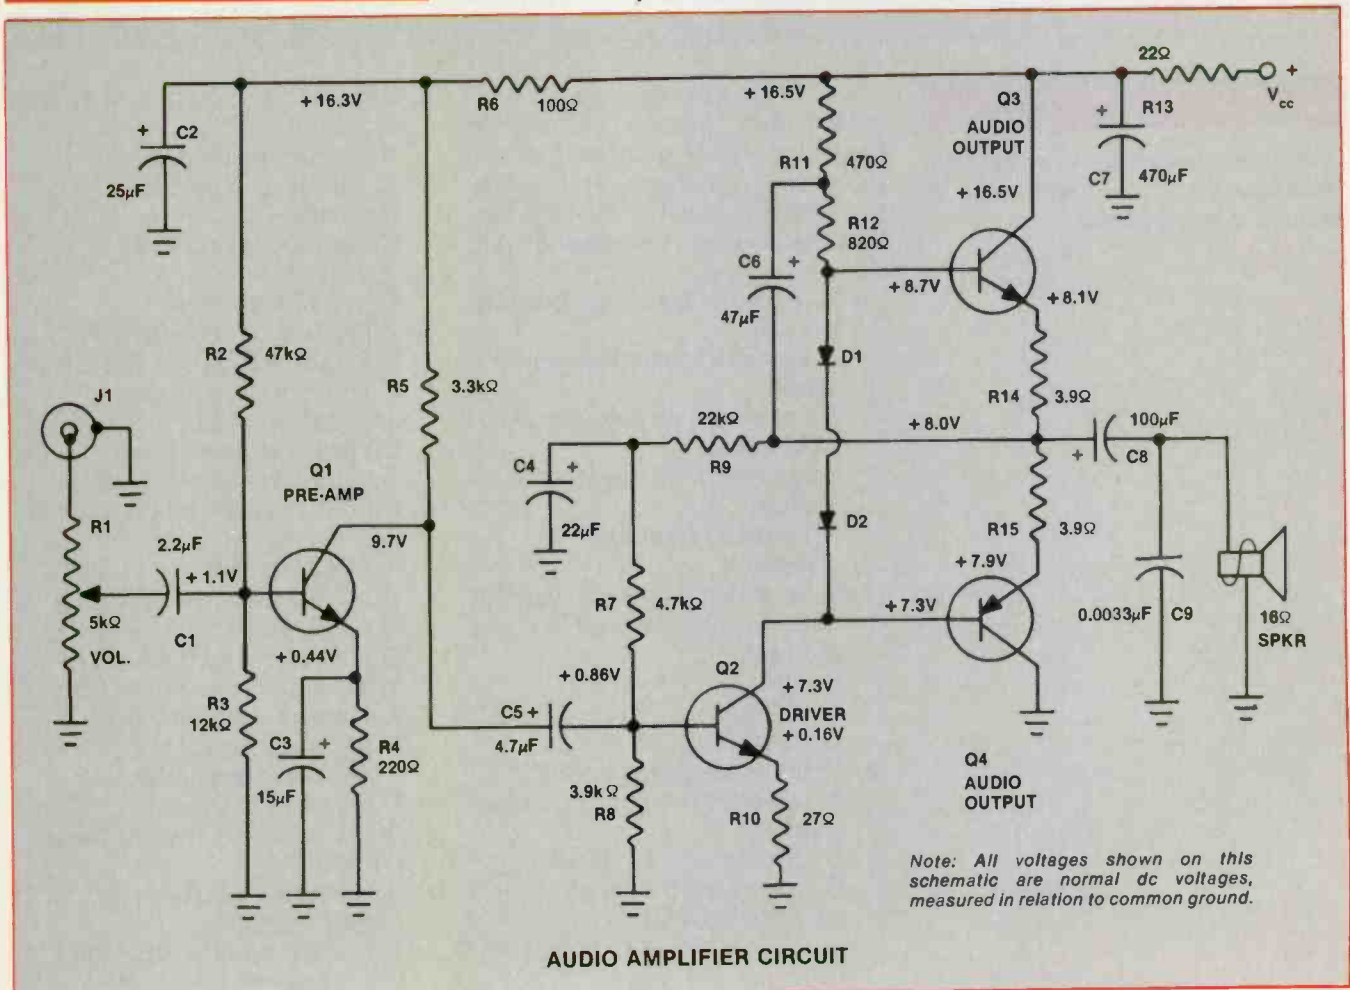 22Ω
+
Vcc
R13
+ 16.3V
R6
100Ω
+ 16.5V
Q3
AUDIO
OUTPUT
+ 16.5V
+
C7
470µF
+
C2
25µF
R11
470Ω
R12
820Ω
C6
+
47µF
+ 8.7V
+ 8.1V
R2
47kΩ
R5
3.3kΩ
D1
R14
3.9Ω
J1
22kΩ
R9
+ 8.0V
100µF
+
C8
Q1
PRE-AMP
C4
+
22µF
D2
R15
3.9Ω
R1
2.2µF
+ 1.1V
9.7V
5kΩ
VOL.
C1
R7
4.7kΩ
+ 7.9V
+ 7.3V
0.0033µF
C9
16Ω
SPKR
+ 0.44V
+ 0.86V
Q2
+ 7.3V
DRIVER
+ 0.16V
R3
12kΩ
C3
+
15µF
R4
220Ω
C5 +
4.7µF
3.9k Ω
R8
R10
27Ω
Q4
AUDIO
OUTPUT
Note: All voltages shown on this
schematic are normal dc voltages,
measured in relation to common ground.
AUDIO AMPLIFIER CIRCUIT